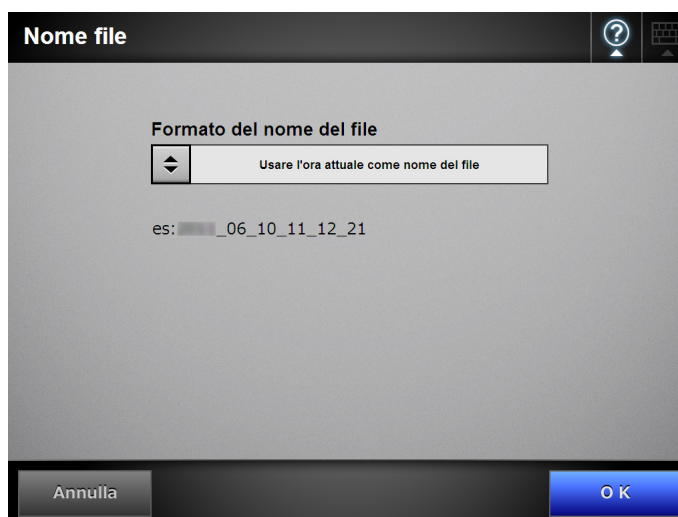 Nome file
Formato del nome del file
Usare l'ora attuale come nome del file
es: _06_10_11_12_21
Annulla
OK